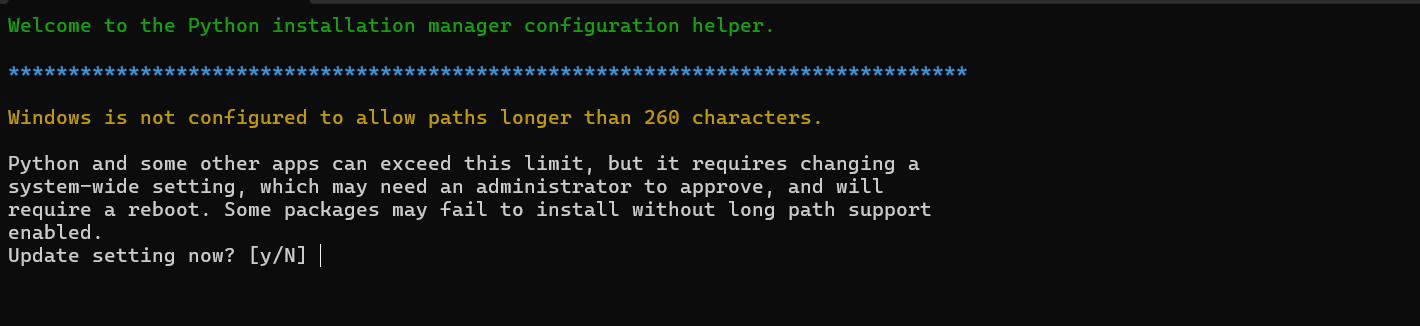 Welcome to the Python installation manager configuration helper.
********************************************************************************
Windows is not configured to allow paths longer than 260 characters.
Python and some other apps can exceed this limit, but it requires changing a
system-wide setting, which may need an administrator to approve, and will
require a reboot. Some packages may fail to install without long path support
enabled.
Update setting now? [y/N]